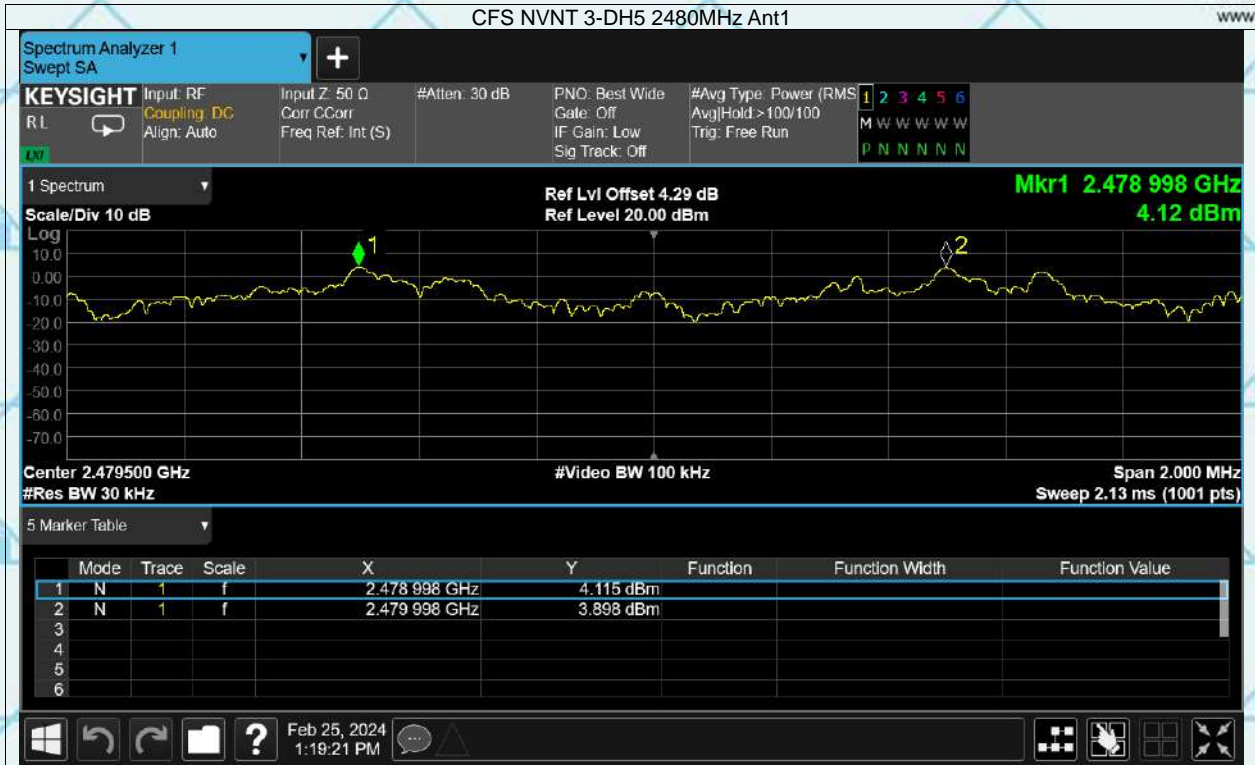 CFS NVNT 3-DH5 2480MHz Ant1
www
Spectrum Analyzer 1
Swept SA
+
KEYSIGHT
RL
LXI
Input: RF
Coupling: DC
Align: Auto
Input Z: 50 Ω
Corr CCorr
Freq Ref: Int (S)
#Atten: 30 dB
PNO: Best Wide
Gate: Off
IF Gain: Low
Sig Track: Off
#Avg Type: Power (RMS
Avg|Hold:>100/100
Trig: Free Run
1 2 3 4 5 6
M W W W W W
P N N N N N
1 Spectrum
Scale/Div 10 dB
Ref Lvl Offset 4.29 dB
Ref Level 20.00 dBm
Mkr1 2.478 998 GHz
4.12 dBm
Log
10.0
0.00
-10.0
-20.0
-30.0
-40.0
-50.0
-60.0
-70.0
1
2
Center 2.479500 GHz
#Res BW 30 kHz
#Video BW 100 kHz
Span 2.000 MHz
Sweep 2.13 ms (1001 pts)
5 Marker Table
Mode Trace Scale X Y Function Function Width Function Value
1 N 1 f 2.478 998 GHz 4.115 dBm
2 N 1 f 2.479 998 GHz 3.898 dBm
3
4
5
6
?
Feb 25, 2024
1:19:21 PM